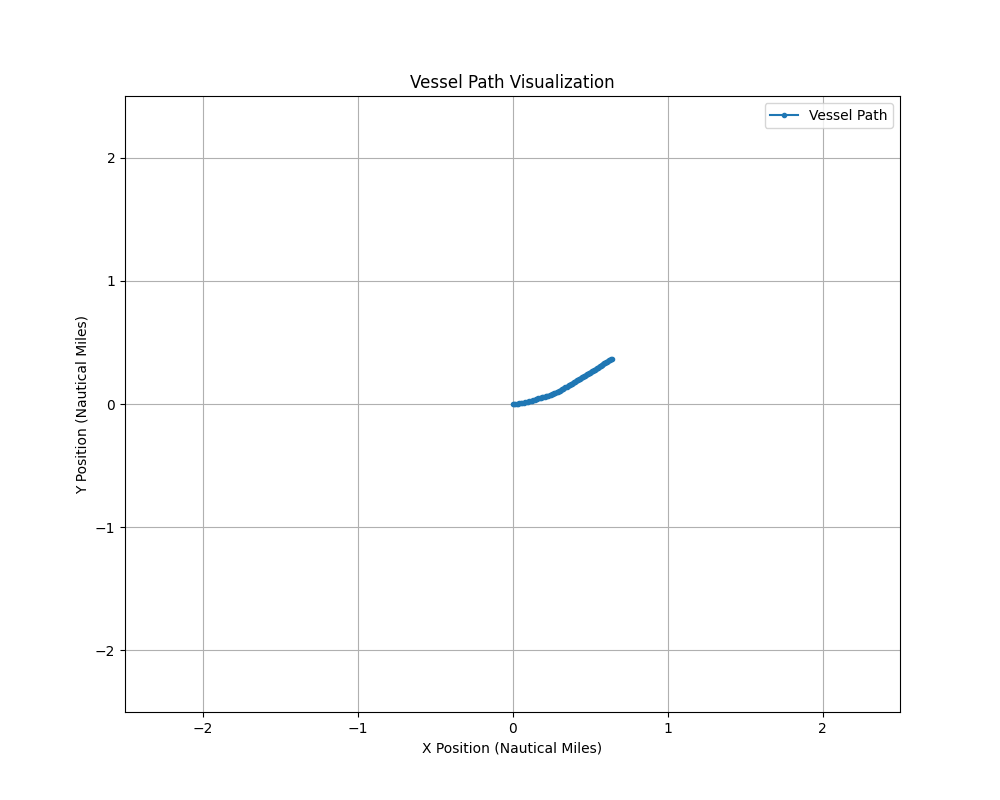 Vessel Path Visualization
Vessel Path
2
1
0
−1
−2
Y Position (Nautical Miles)
−2
−1
0
1
2
X Position (Nautical Miles)